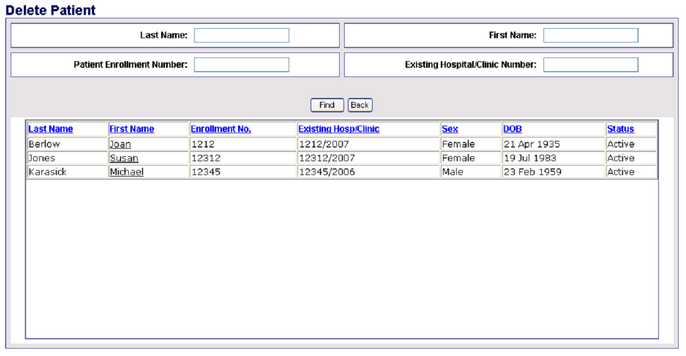 Delete Patient
Last Name: First Name:
Patient Enrollment Number: Existing Hospital/Clinic Number:
Find Back
Last Name First Name Enrollment No. Existing Hosp/Clinic Sex DOB Status
Berlow Joan 1212 1212/2007 Female 21 Apr 1935 Active
Jones Susan 12312 12312/2007 Female 19 Jul 1983 Active
Karasick Michael 12345 12345/2006 Male 23 Feb 1959 Active